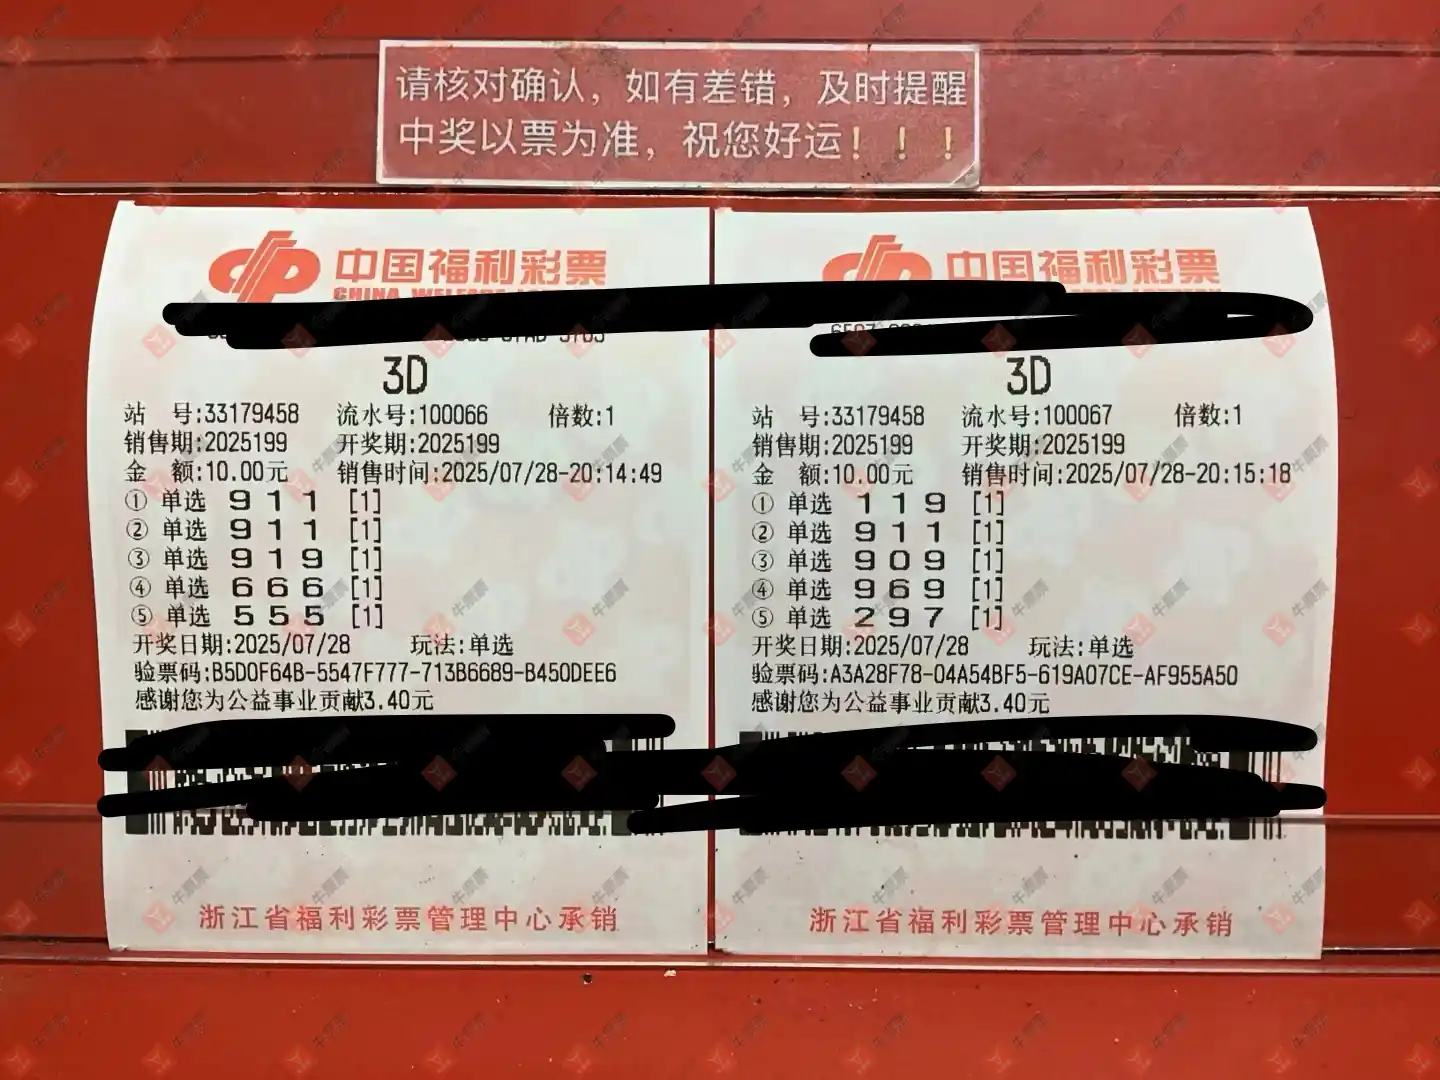 请核对确认，如有差错，及时提醒
中奖以票为准，祝您好运！！！
中国福利彩票
3D
站 号:33179458 流水号:100066 倍数:1
销售期:2025199 开奖期:2025199
金 额:10.00元 销售时间:2025/07/28-20:14:49
① 单选 9 1 1 [1]
② 单选 9 1 1 [1]
③ 单选 9 1 9 [1]
④ 单选 6 6 6 [1]
⑤ 单选 5 5 5 [1]
开奖日期:2025/07/28 玩法:单选
验票码:B5D0F64B-5547F777-713B6689-B450DEE6
感谢您为公益事业贡献3.40元
浙江省福利彩票管理中心承销
中国福利彩票
3D
站 号:33179458 流水号:100067 倍数:1
销售期:2025199 开奖期:2025199
金 额:10.00元 销售时间:2025/07/28-20:15:18
① 单选 1 1 9 [1]
② 单选 9 1 1 [1]
③ 单选 9 0 9 [1]
④ 单选 9 6 9 [1]
⑤ 单选 2 9 7 [1]
开奖日期:2025/07/28 玩法:单选
验票码:A3A28F78-04A54BF5-619A07CE-AF955A50
感谢您为公益事业贡献3.40元
浙江省福利彩票管理中心承销